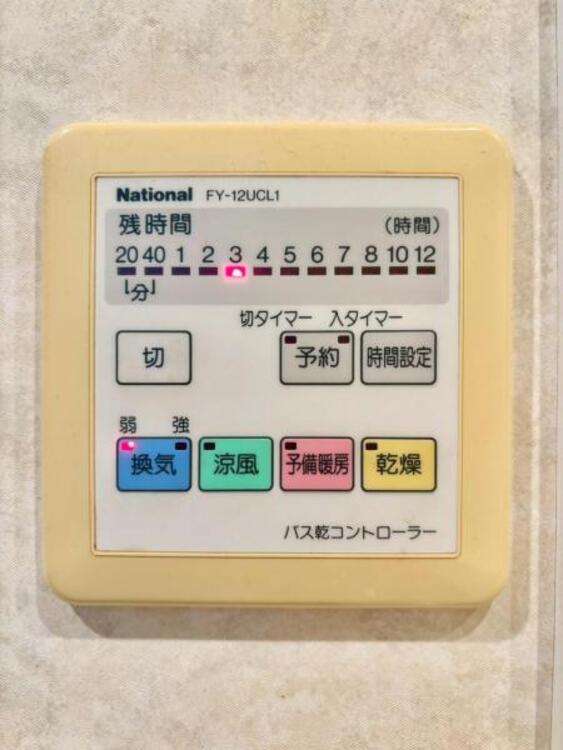 National FY-12UCL1
残時間 (時間)
20 40 1 2 3 4 5 6 7 8 10 12
分
切タイマー 入タイマー
切 予約 時間設定
弱 強
換気 涼風 予備暖房 乾燥
バス乾コントローラー